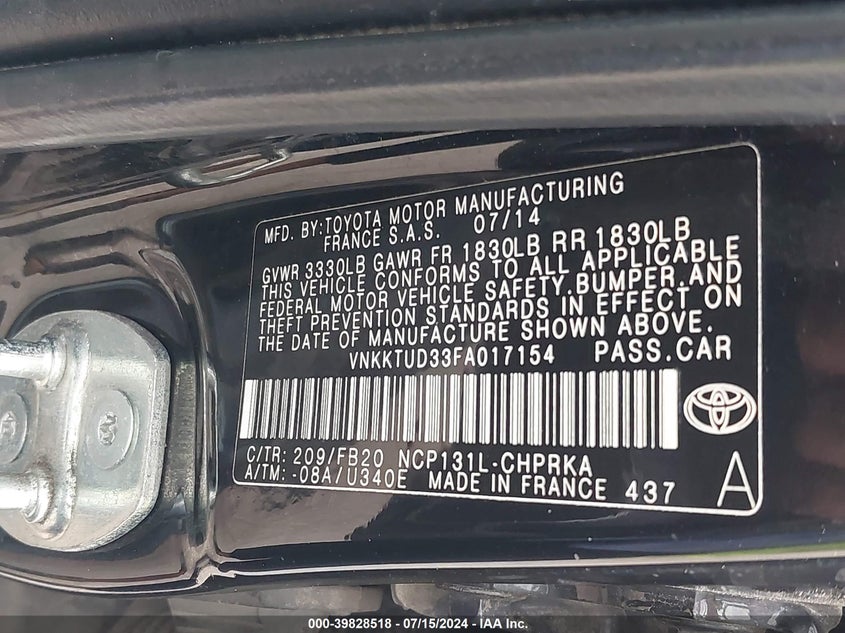 MFD. BY:TOYOTA MOTOR MANUFACTURING
FRANCE S.A.S. 07/14
GVWR 3330LB GAWR FR 1830LB RR 1830LB
THIS VEHICLE CONFORMS TO ALL APPLICABLE
FEDERAL MOTOR VEHICLE SAFETY,BUMPER,AND
THEFT PREVENTION STANDARDS IN EFFECT ON
THE DATE OF MANUFACTURE SHOWN ABOVE.
VNKKTUD33FA017154 PASS.CAR
C/TR: 209/FB20 NCP131L-CHPRKA
A/TM: -08A/U340E MADE IN FRANCE 437
A
000-39828518 - 07/15/2024 - IAA Inc.